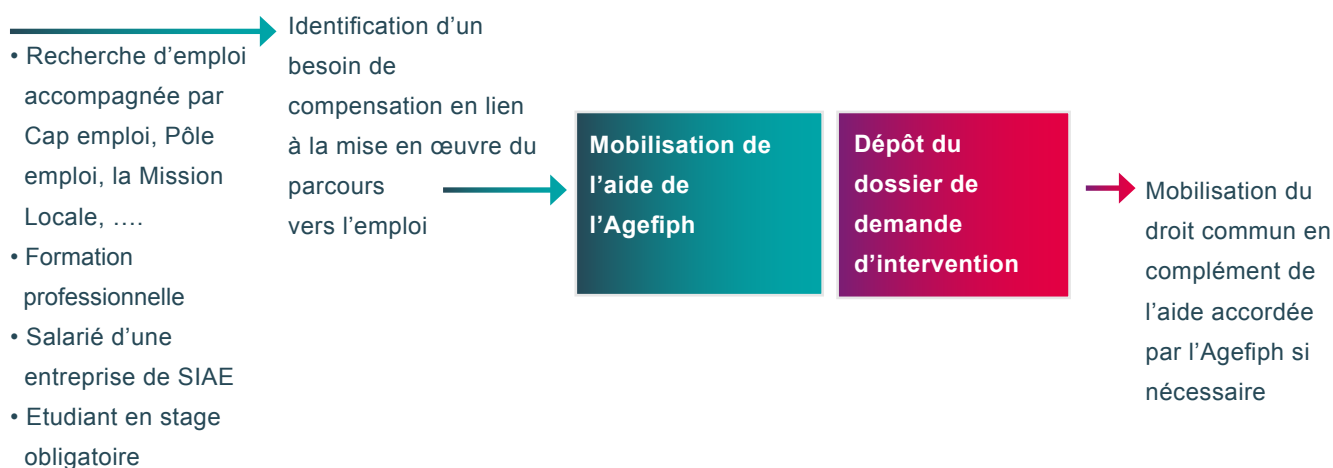 • Recherche d’emploi
accompagnée par
Cap emploi, Pôle
emploi, la Mission
Locale, ….
• Formation
professionnelle
• Salarié d’une
entreprise de SIAE
• Etudiant en stage
obligatoire
Identification d’un
besoin de
compensation en lien
à la mise en œuvre du
parcours
vers l’emploi
Mobilisation de
l’aide de
l’Agefiph
Dépôt du
dossier de
demande
d’intervention
Mobilisation du
droit commun en
complément de
l’aide accordée
par l’Agefiph si
nécessaire